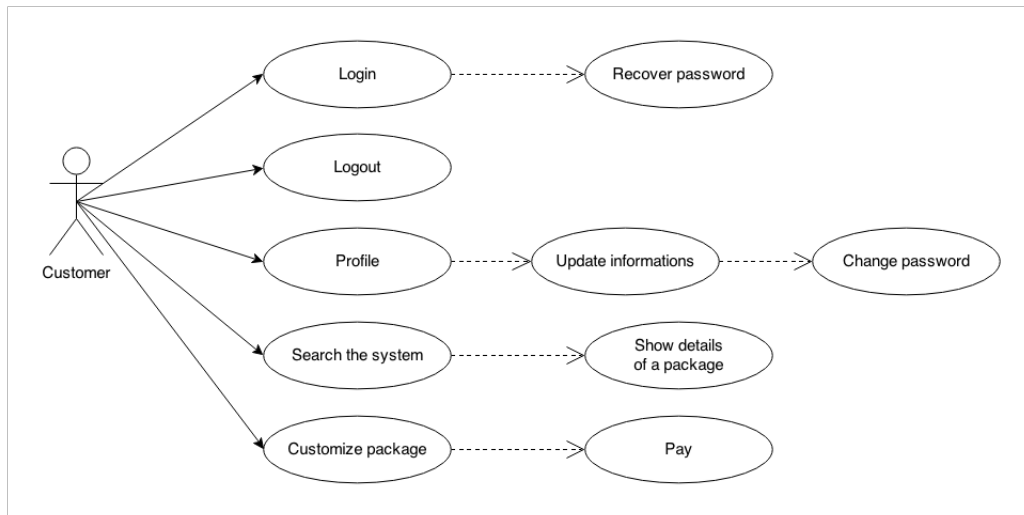 Login
Recover password
Logout
Customer
Profile
Update informations
Change password
Search the system
Show details
of a package
Customize package
Pay